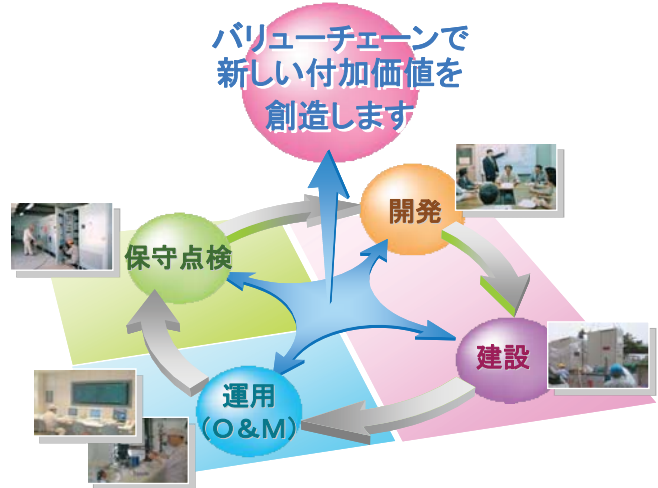 バリューチェーンで
新しい付加価値を
創造します
開発
保守点検
建設
運用
(O&M)